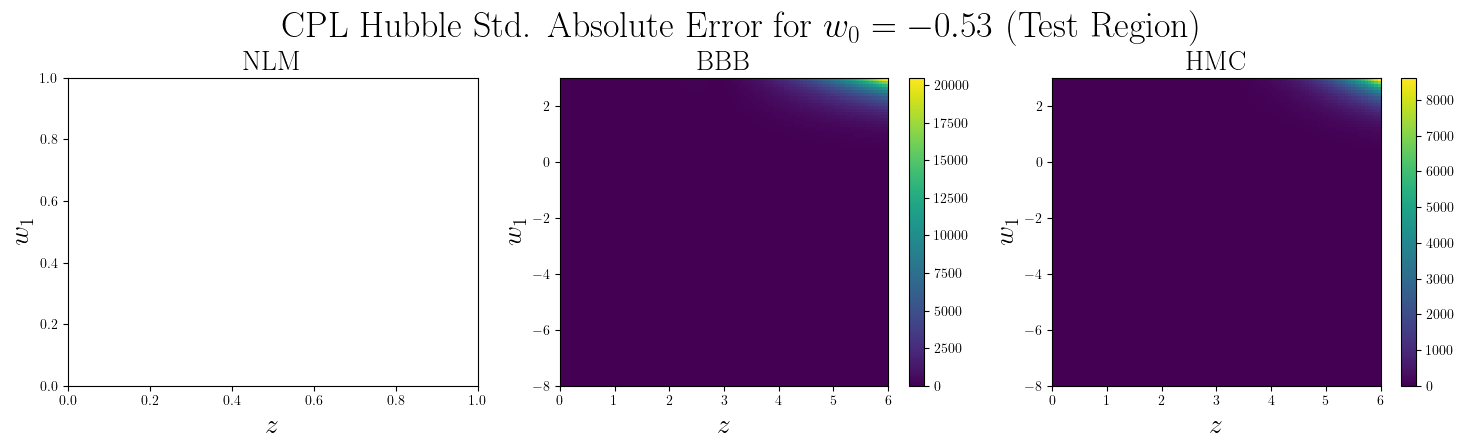 CPL Hubble Std. Absolute Error for w₀ = −0.53 (Test Region)
NLM
1.0
0.8
0.6
0.4
0.2
0.0
w₁
0.0 0.2 0.4 0.6 0.8 1.0
z
BBB
2
0
−2
−4
−6
−8
w₁
0 1 2 3 4 5 6
z
20000
17500
15000
12500
10000
7500
5000
2500
0
HMC
2
0
−2
−4
−6
−8
w₁
0 1 2 3 4 5 6
z
8000
7000
6000
5000
4000
3000
2000
1000
0